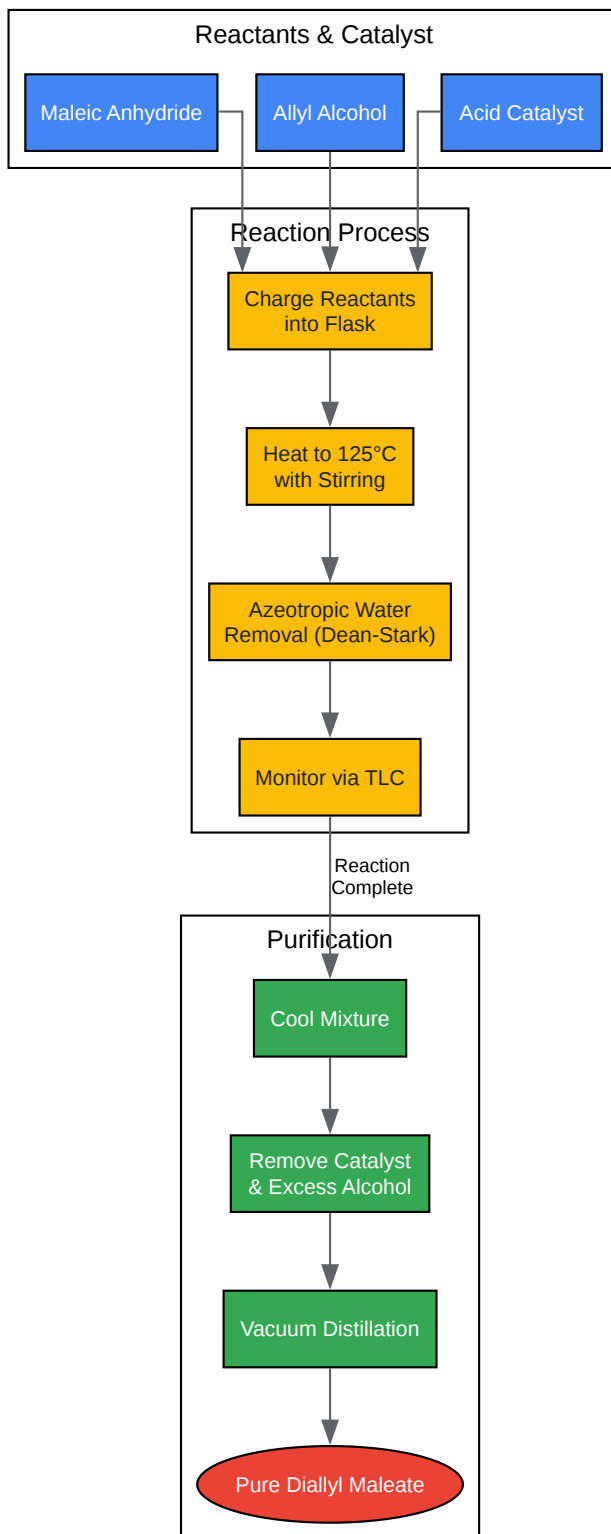 Reactants & Catalyst
Maleic Anhydride
Allyl Alcohol
Acid Catalyst
Reaction Process
Charge Reactants
into Flask
Heat to 125°C
with Stirring
Azeotropic Water
Removal (Dean-Stark)
Monitor via TLC
Reaction
Complete
Purification
Cool Mixture
Remove Catalyst
& Excess Alcohol
Vacuum Distillation
Pure Diallyl Maleate